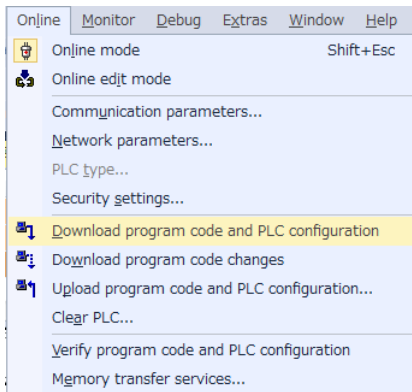 Online Monitor Debug Extras Window Help
Online mode Shift+Esc
Online edit mode
Communication parameters...
Network parameters...
PLC type...
Security settings...
Download program code and PLC configuration
Download program code changes
Upload program code and PLC configuration...
Clear PLC...
Verify program code and PLC configuration
Memory transfer services...